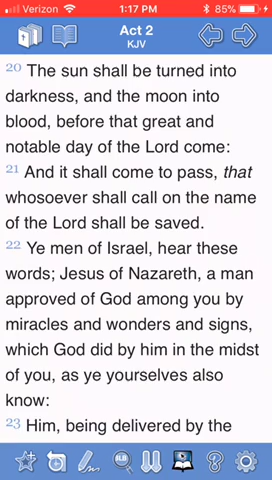 Verizon 1:17 PM 85%
Act 2
KJV
20 The sun shall be turned into
darkness, and the moon into
blood, before that great and
notable day of the Lord come:
21 And it shall come to pass, that
whosoever shall call on the name
of the Lord shall be saved.
22 Ye men of Israel, hear these
words; Jesus of Nazareth, a man
approved of God among you by
miracles and wonders and signs,
which God did by him in the midst
of you, as ye yourselves also
know:
23 Him, being delivered by the
BLB